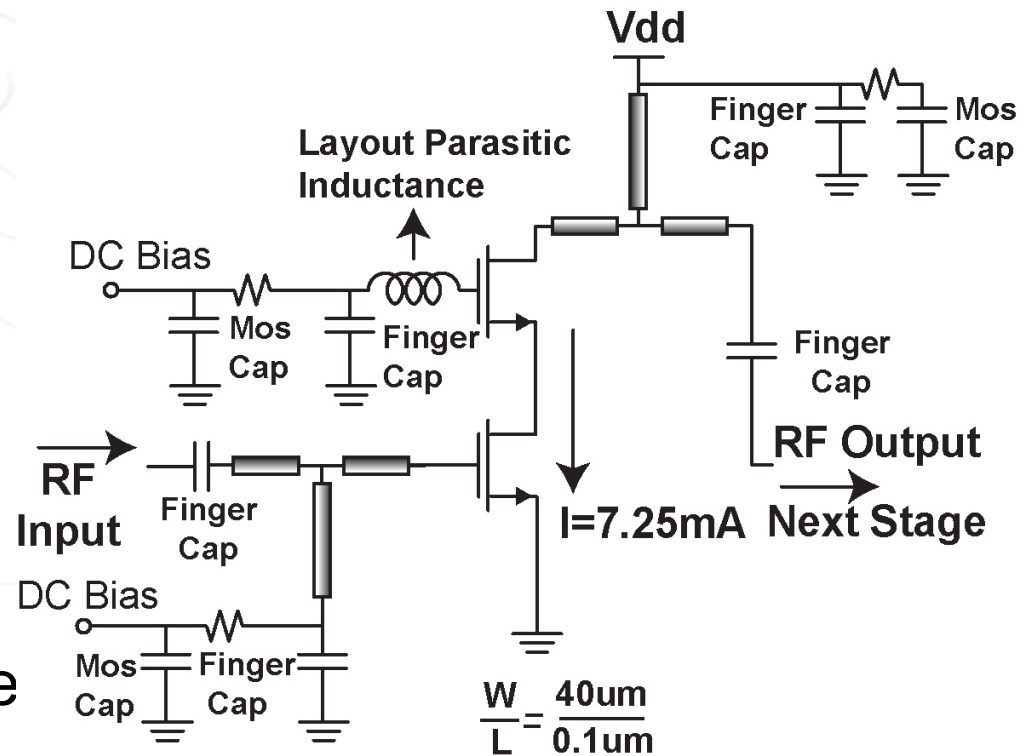 Vdd
Finger
Cap
Mos
Cap
Layout Parasitic
Inductance
DC Bias
Mos
Cap
Finger
Cap
Finger
Cap
RF
Input
Finger
Cap
RF Output
I=7.25mA
Next Stage
DC Bias
Mos
Cap
Finger
Cap
e
W
L
=
40um
0.1um